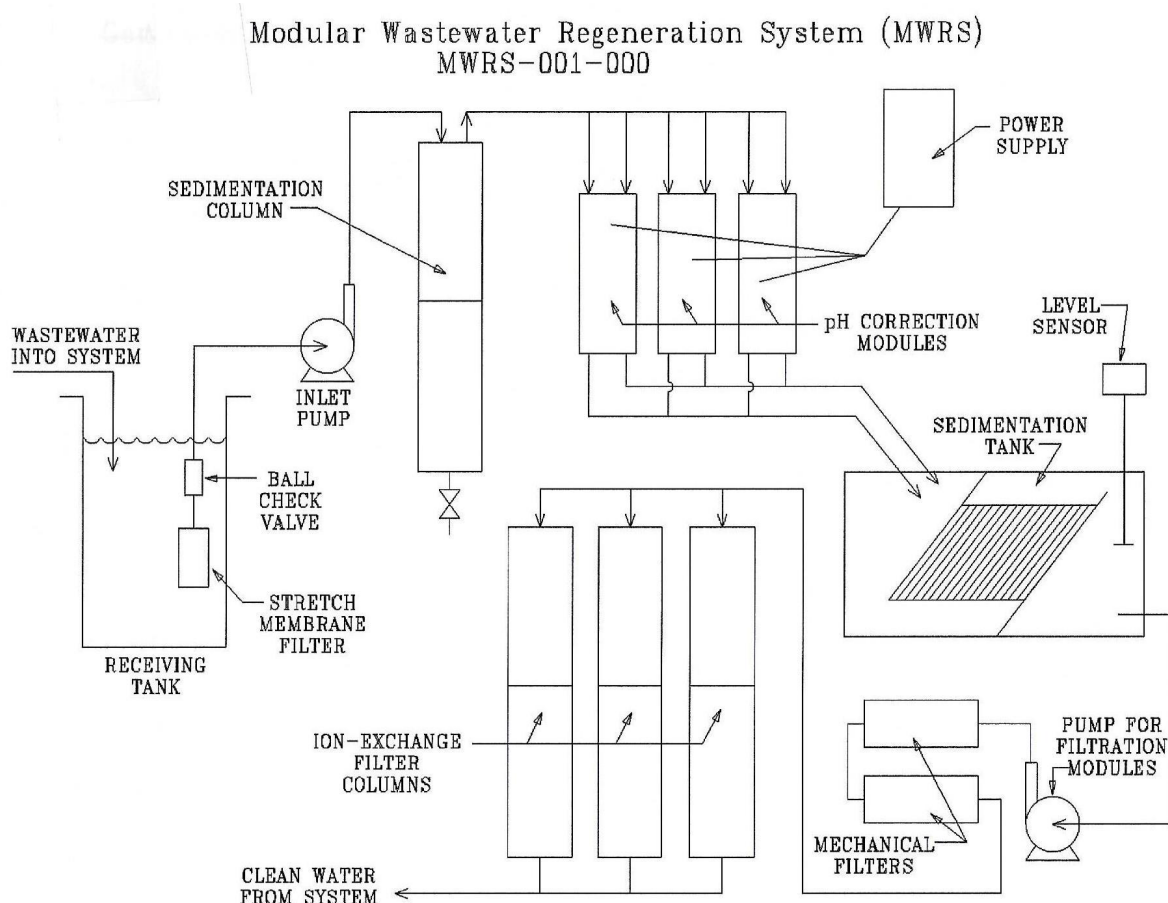 Modular Wastewater Regeneration System (MWRS)
MWRS-001-000
POWER
SUPPLY
SEDIMENTATION
COLUMN
LEVEL
SENSOR
WASTEWATER
INTO SYSTEM
pH CORRECTION
MODULES
INLET
PUMP
SEDIMENTATION
TANK
BALL
CHECK
VALVE
STRETCH
MEMBRANE
FILTER
RECEIVING
TANK
ION-EXCHANGE
FILTER
COLUMNS
PUMP FOR
FILTRATION
MODULES
MECHANICAL
FILTERS
CLEAN WATER
FROM SYSTEM